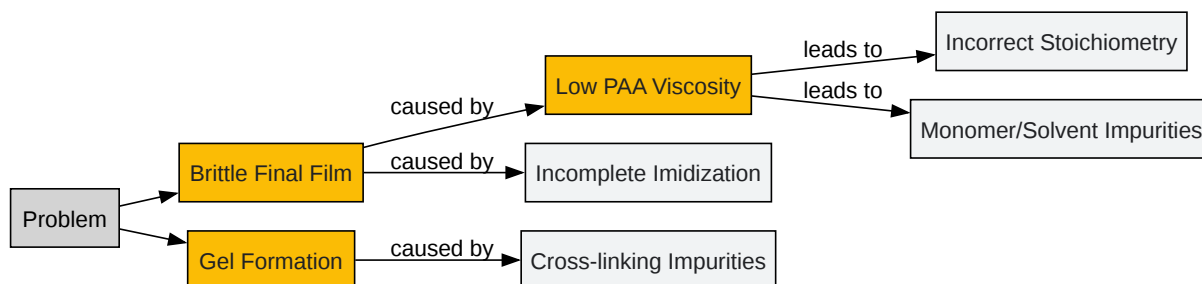 Problem
Brittle Final Film
Gel Formation
caused by
caused by
caused by
Low PAA Viscosity
Incomplete Imidization
Cross-linking Impurities
leads to
leads to
Incorrect Stoichiometry
Monomer/Solvent Impurities